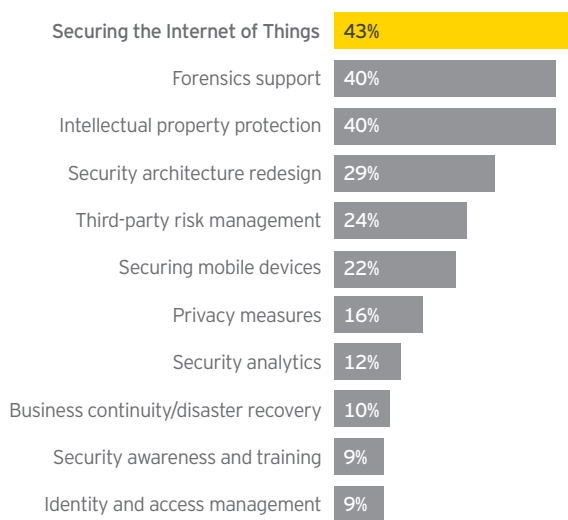 Securing the Internet of Things 43%
Forensics support 40%
Intellectual property protection 40%
Security architecture redesign 29%
Third-party risk management 24%
Securing mobile devices 22%
Privacy measures 16%
Security analytics 12%
Business continuity/disaster recovery 10%
Security awareness and training 9%
Identity and access management 9%